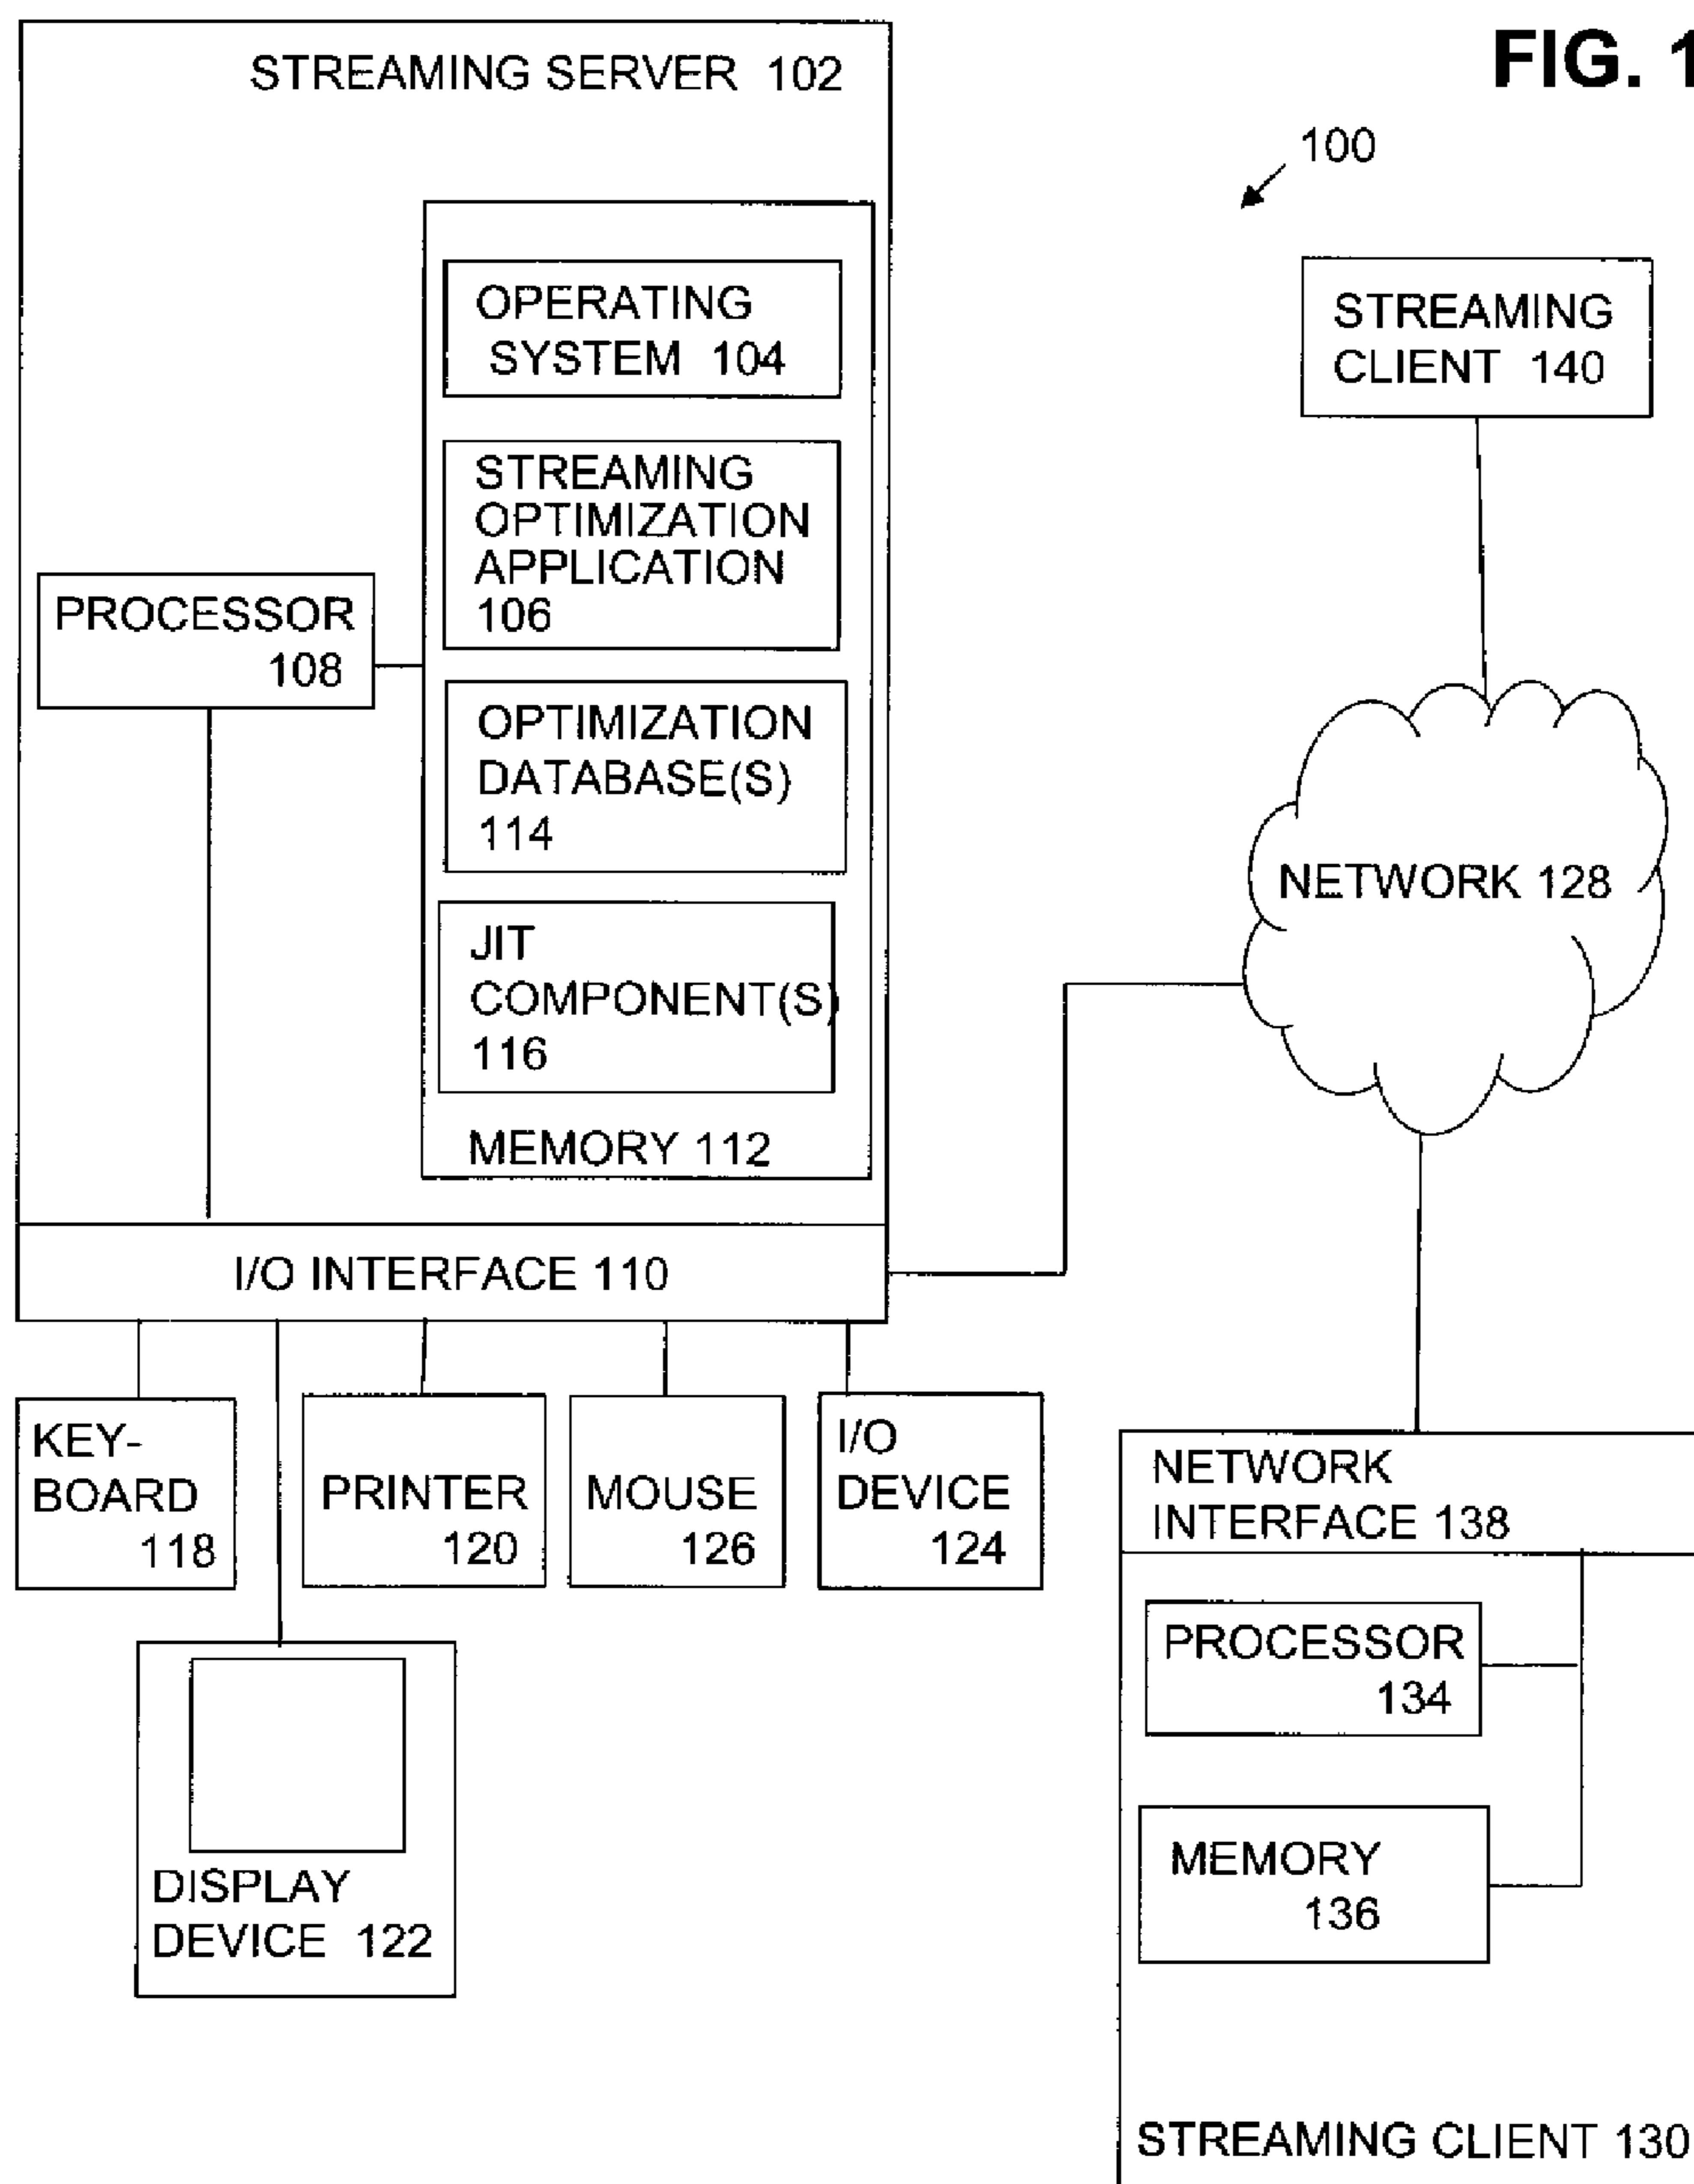 FIG. 1
100
STREAMING SERVER 102
OPERATING
SYSTEM 104
STREAMING
OPTIMIZATION
APPLICATION
106
PROCESSOR
108
OPTIMIZATION
DATABASE(S)
114
JIT
COMPONENT(S)
116
MEMORY 112
I/O INTERFACE 110
KEY-
BOARD
118
PRINTER
120
MOUSE
126
I/O
DEVICE
124
DISPLAY
DEVICE 122
STREAMING
CLIENT 140
NETWORK 128
NETWORK
INTERFACE 138
PROCESSOR
134
MEMORY
136
STREAMING CLIENT 130